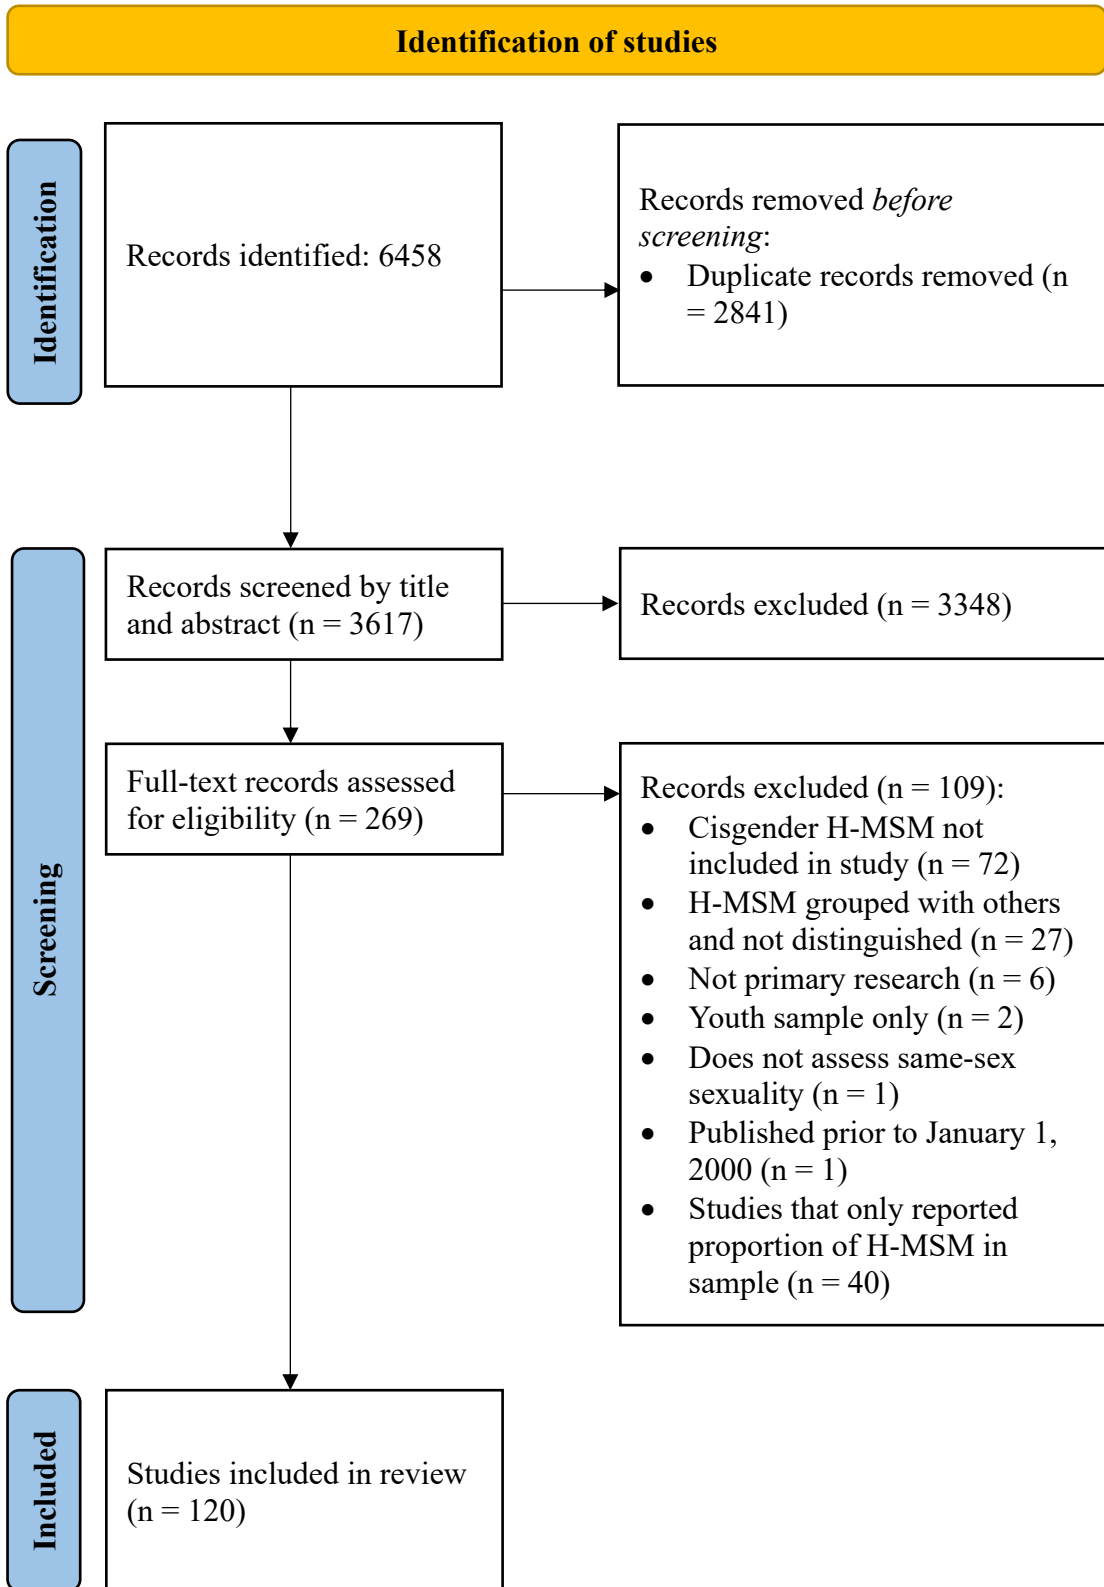 Identification of studies
Identification
Records identified: 6458
Records removed before
screening:
• Duplicate records removed (n
= 2841)
Screening
Records screened by title
and abstract (n = 3617)
Records excluded (n = 3348)
Full-text records assessed
for eligibility (n = 269)
Records excluded (n = 109):
• Cisgender H-MSM not
included in study (n = 72)
• H-MSM grouped with others
and not distinguished (n = 27)
• Not primary research (n = 6)
• Youth sample only (n = 2)
• Does not assess same-sex
sexuality (n = 1)
• Published prior to January 1,
2000 (n = 1)
• Studies that only reported
proportion of H-MSM in
sample (n = 40)
Included
Studies included in review
(n = 120)